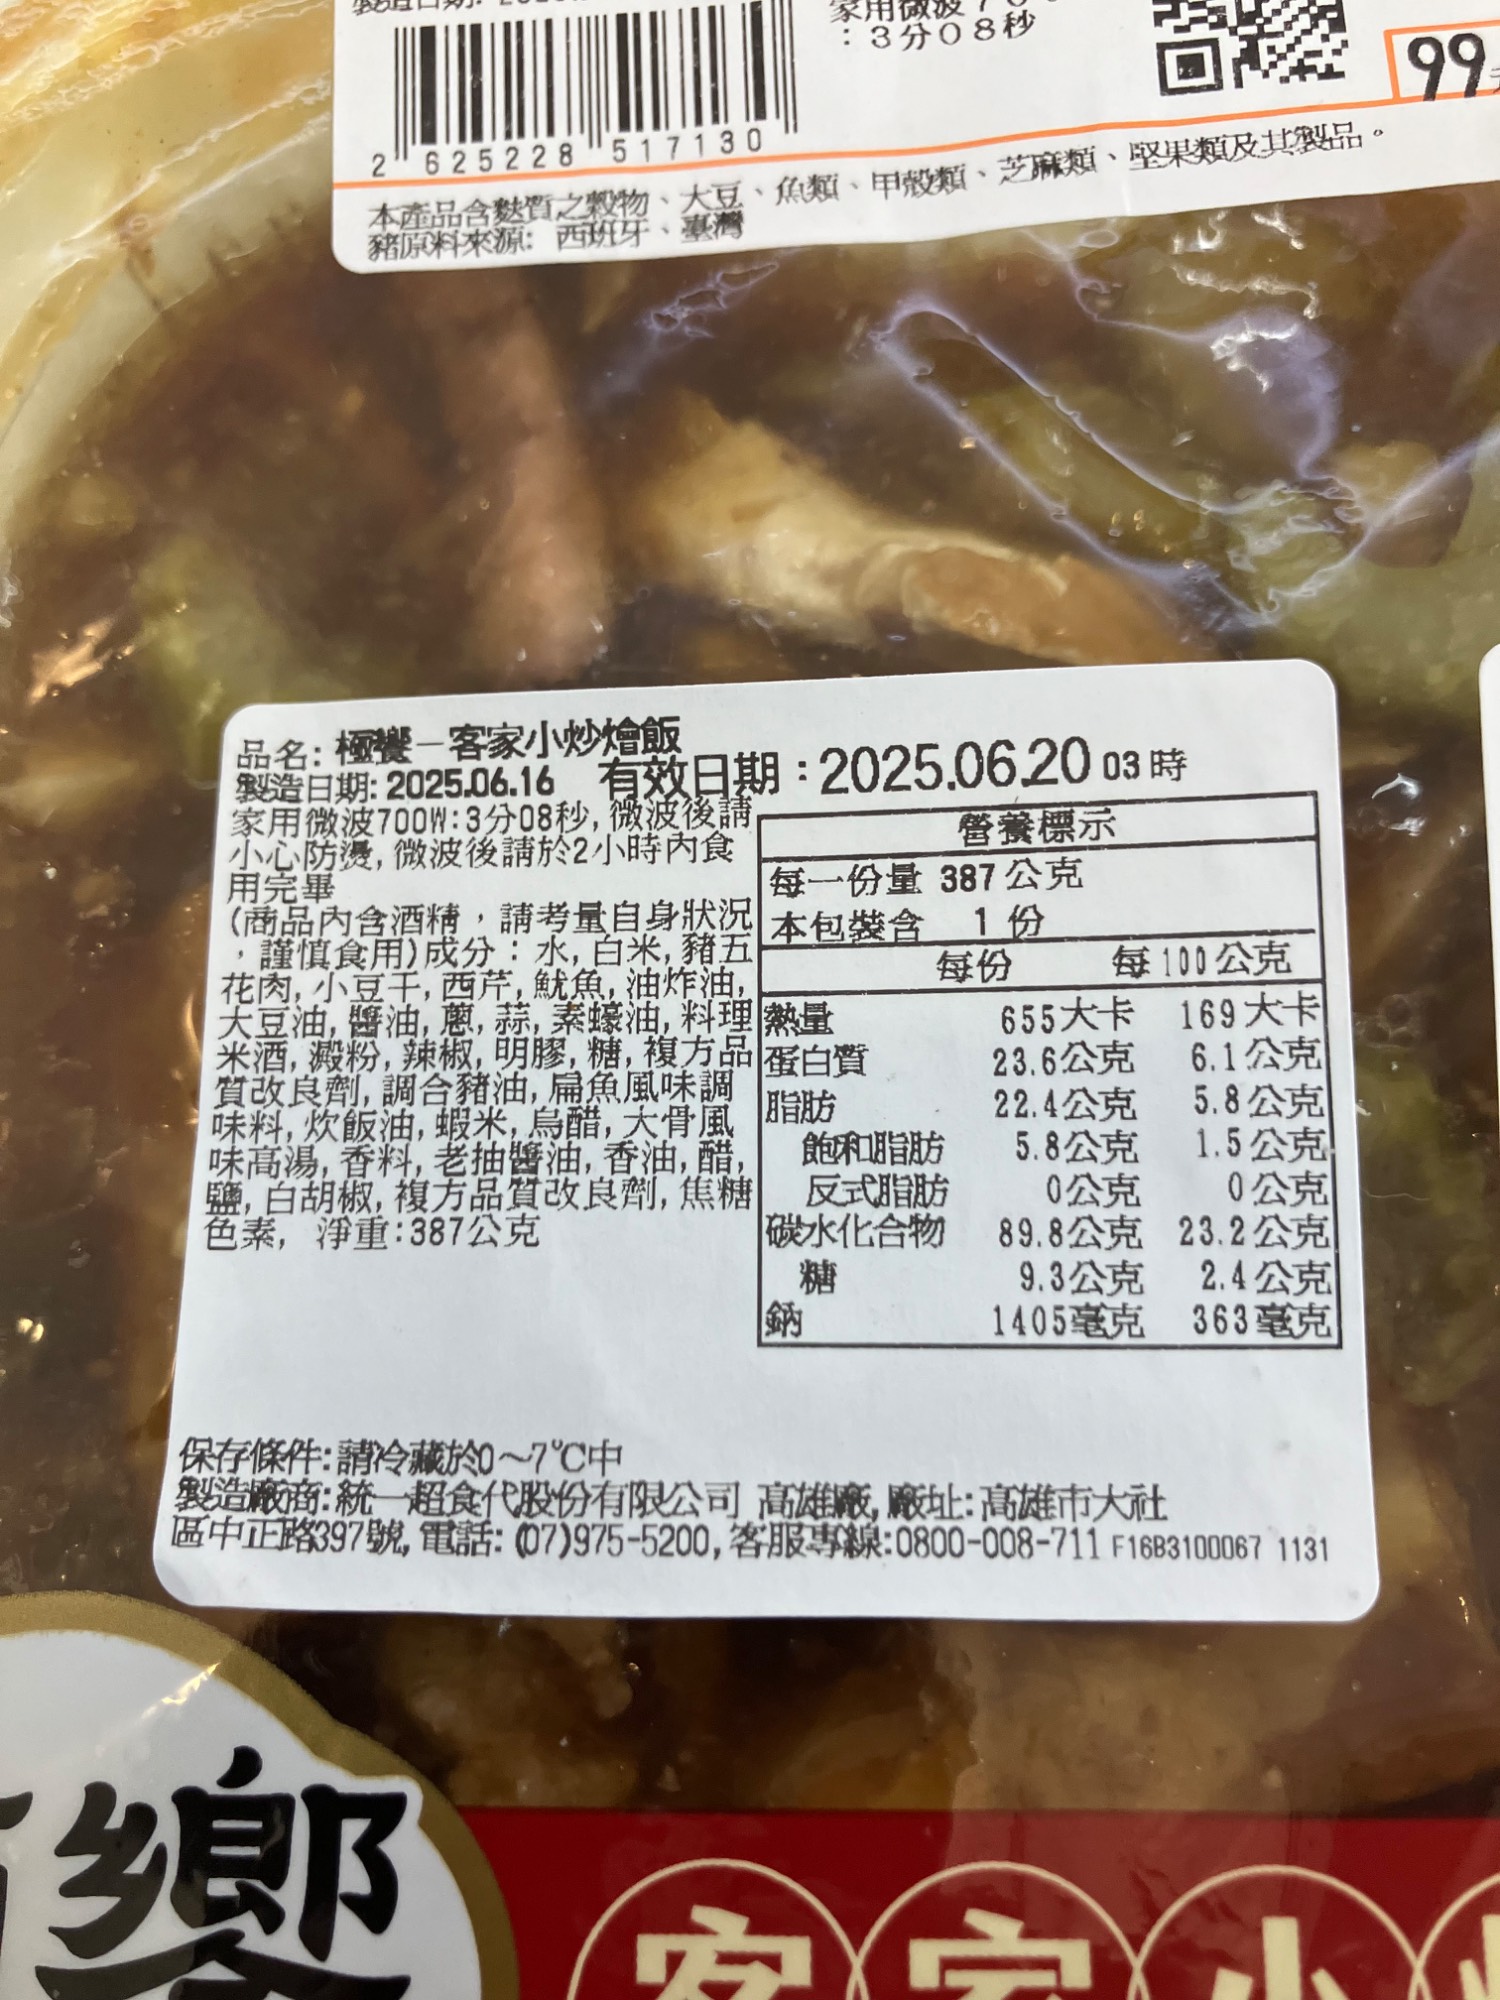 家用微波70
:3分08秒
99
2 625228 517130
本產品含麩質之穀物、大豆、魚類、甲殼類、芝麻類、堅果類及其製品。
豬原料來源: 西班牙、臺灣
品名: 極饗-客家小炒燴飯
製造日期: 2025.06.16 有效日期:2025.06.20 03時
家用微波700W:3分08秒,微波後請
小心防燙,微波後請於2小時內食
用完畢
(商品內含酒精,請考量自身狀況
,謹慎食用)成分:水,白米,豬五
花肉,小豆干,西芹,魷魚,油炸油,
大豆油,醬油,蔥,蒜,素蠔油,料理
米酒,澱粉,辣椒,明膠,糖,複方品
質改良劑,調合豬油,扁魚風味調
味料,炊飯油,蝦米,烏醋,大骨風
味高湯,香料,老抽醬油,香油,醋,
鹽,白胡椒,複方品質改良劑,焦糖
色素, 淨重:387公克
營養標示
每一份量 387公克
本包裝含 1 份
每份 每100公克
熱量 655大卡 169大卡
蛋白質 23.6公克 6.1公克
脂肪 22.4公克 5.8公克
飽和脂肪 5.8公克 1.5公克
反式脂肪 0公克 0公克
碳水化合物 89.8公克 23.2公克
糖 9.3公克 2.4公克
鈉 1405毫克 363毫克
保存條件:請冷藏於0~7℃中
製造廠商:統一超食代股份有限公司 高雄廠,廠址:高雄市大社
區中正路397號,電話:(07)975-5200,客服專線:0800-008-711 F16B3100067 1131
饗
客家小